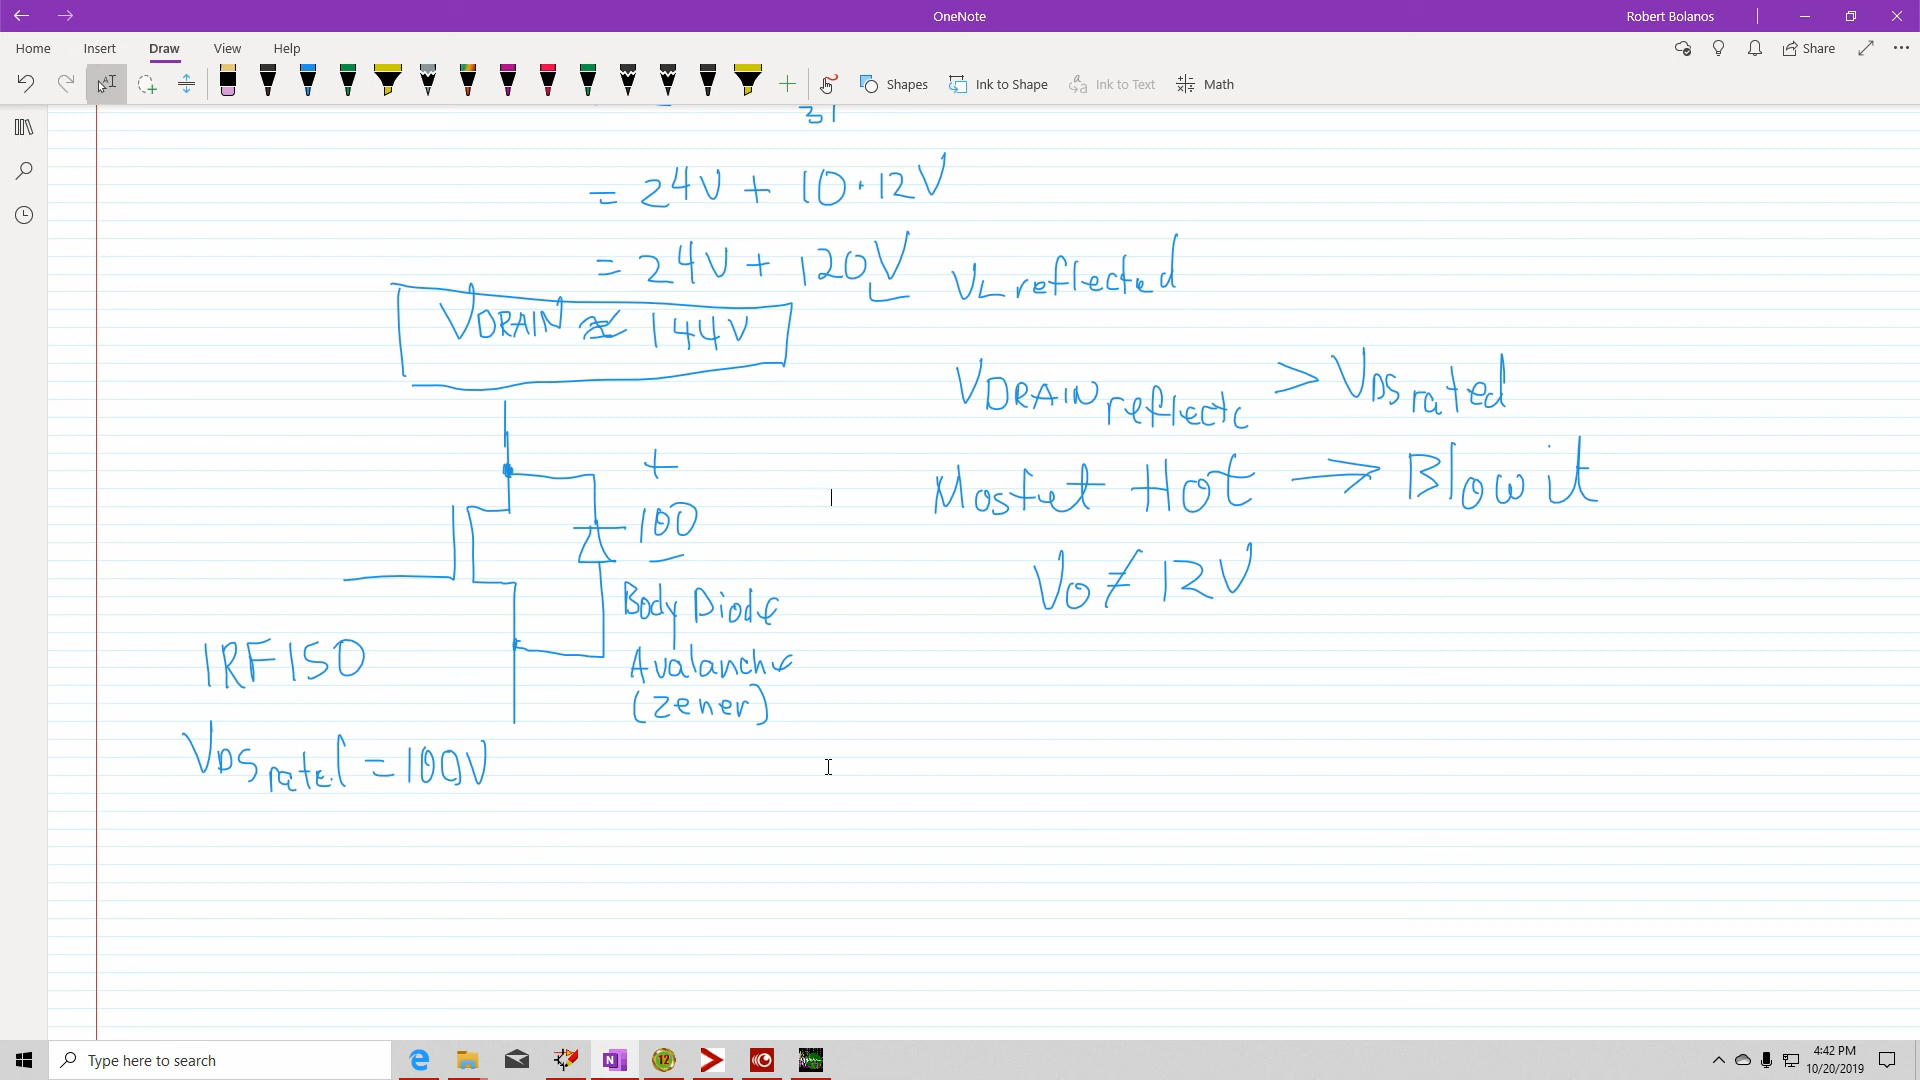 OneNote
Robert Bolanos
Home Insert Draw View Help
Share
Shapes
Ink to Shape
Ink to Text
Math
31
= 24V + 10 · 12V
= 24V + 120V
VL reflected
VDRAIN ≈ 144V
VDRAIN reflectc > VDS rated
+
100
Mosfet Hot → Blow it
Body Diode
Vo ≠ 12V
Avalanche
(Zener)
IRF150
VDS rated = 100V
Type here to search
12
4:42 PM
10/20/2019